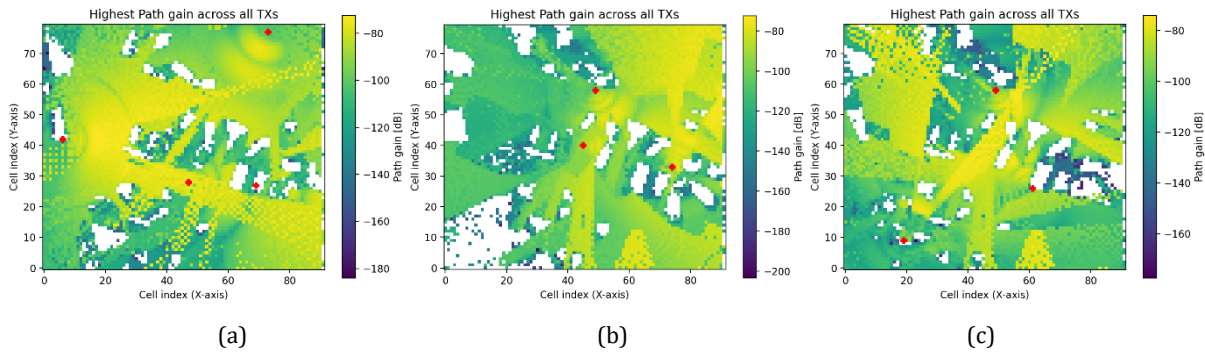 Highest Path gain across all TXs
Cell index (Y-axis)
70
60
50
40
30
20
10
0
0 20 40 60 80
Cell index (X-axis)
−80
−100
−120
−140
−160
−180
Path gain [dB]
(a)
Highest Path gain across all TXs
Cell index (Y-axis)
70
60
50
40
30
20
10
0
0 20 40 60 80
Cell index (X-axis)
−80
−100
−120
−140
−160
−180
−200
Path gain [dB]
(b)
Highest Path gain across all TXs
Cell index (Y-axis)
70
60
50
40
30
20
10
0
0 20 40 60 80
Cell index (X-axis)
−80
−100
−120
−140
−160
Path gain [dB]
(c)